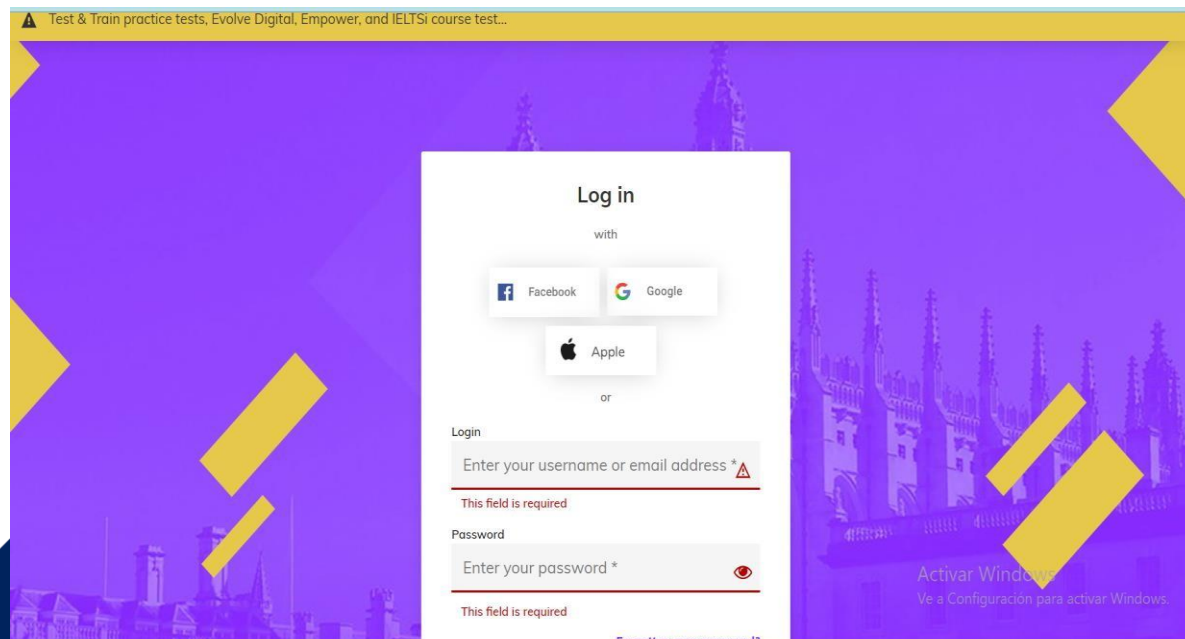 Test & Train practice tests, Evolve Digital, Empower, and IELTSi course test...
Log in
with
Facebook
Google
Apple
or
Login
Enter your username or email address *
This field is required
Password
Enter your password *
This field is required
Activar Windows
Ve a Configuración para activar Windows.